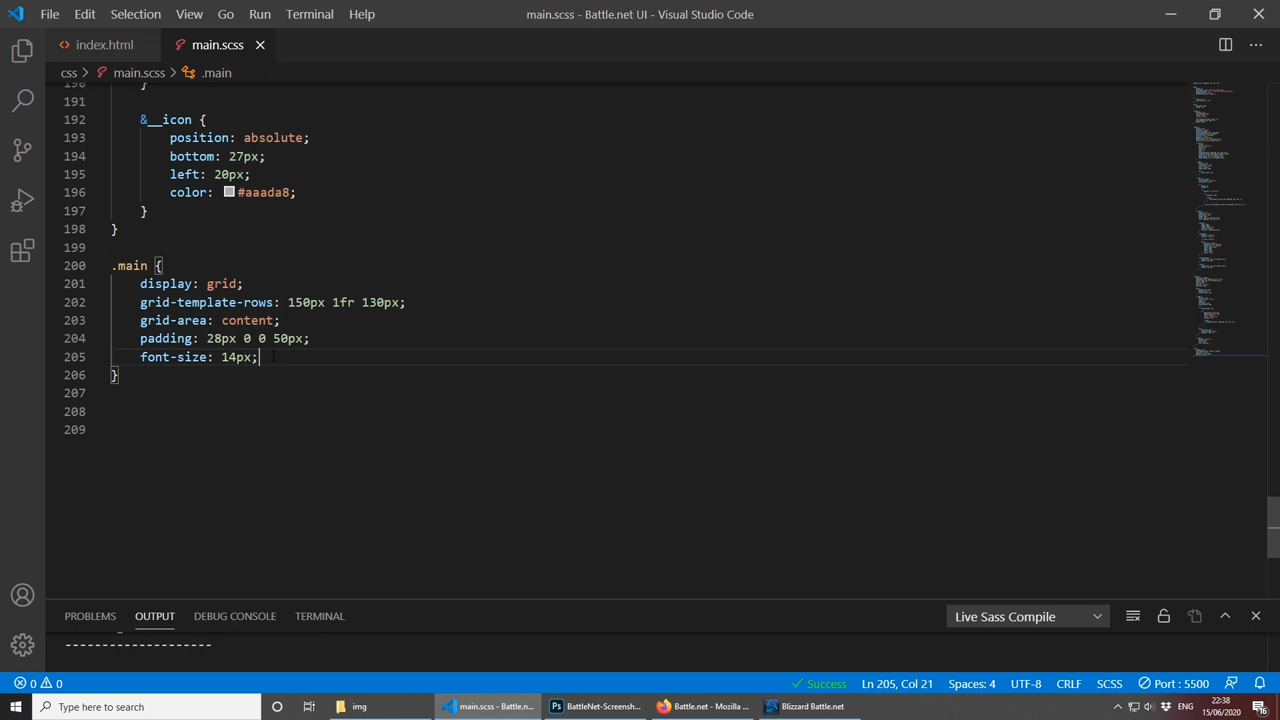 File Edit Selection View Go Run Terminal Help
main.scss - Battle.net UI - Visual Studio Code
index.html
main.scss
css > main.scss > .main
190 }
191
192 &__icon {
193 position: absolute;
194 bottom: 27px;
195 left: 20px;
196 color: #aaada8;
197 }
198 }
199
200 .main {
201 display: grid;
202 grid-template-rows: 150px 1fr 130px;
203 grid-area: content;
204 padding: 28px 0 0 50px;
205 font-size: 14px;
206 }
207
208
209
PROBLEMS OUTPUT DEBUG CONSOLE TERMINAL
Live Sass Compile
--------------------
0 0
Success
Ln 205, Col 21
Spaces: 4
UTF-8
CRLF
SCSS
Port : 5500
Type here to search
img
main.scss - Battle.n...
BattleNet-Screensh...
Battle.net - Mozilla ...
Blizzard Battle.net
ENG
22:38
15/06/2020